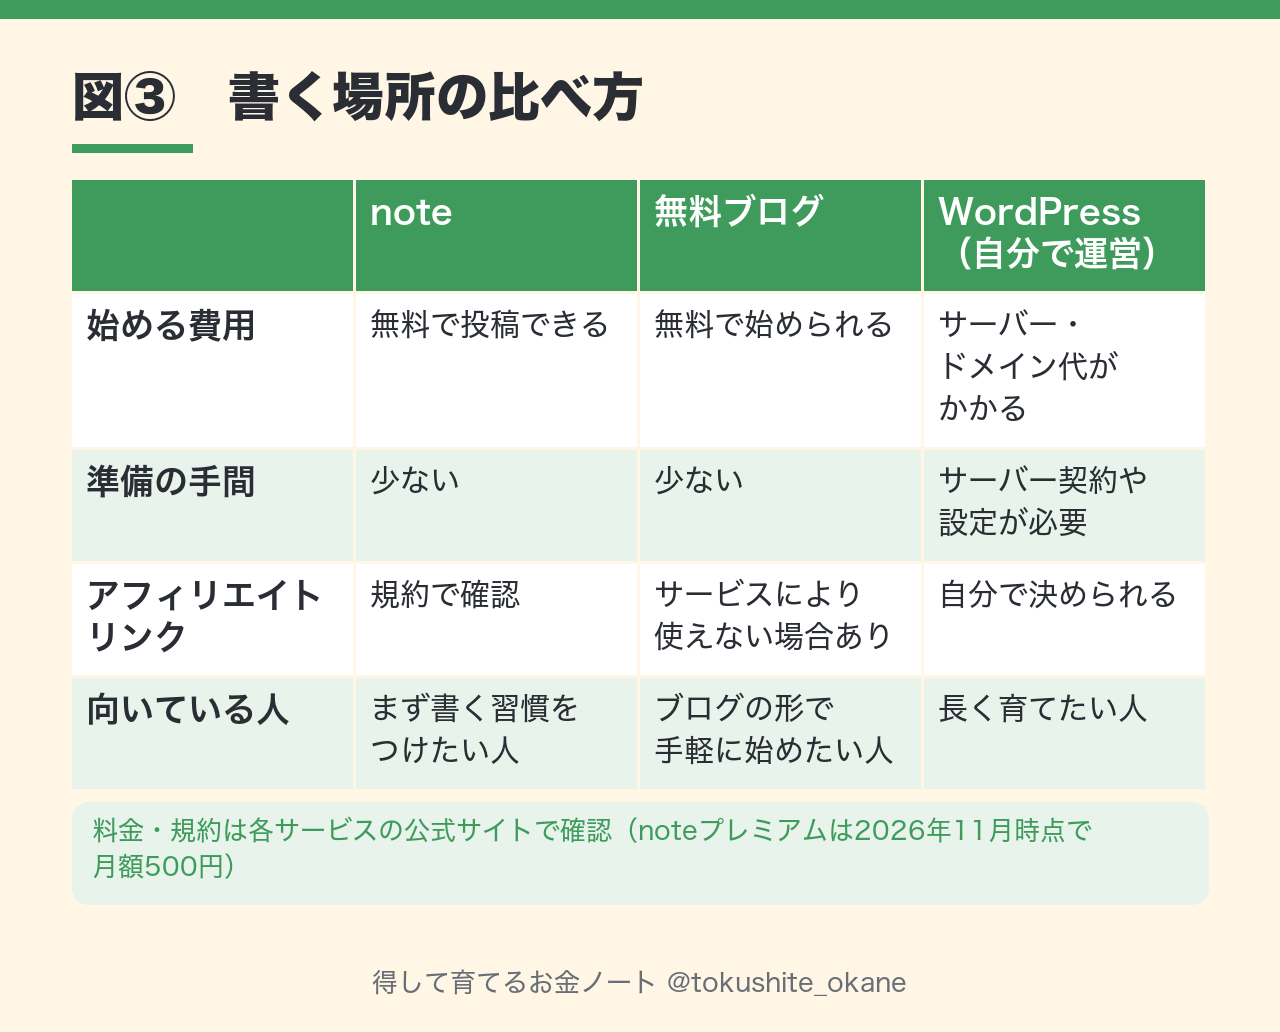 図③　書く場所の比べ方
note
無料ブログ
WordPress
（自分で運営）
始める費用
無料で投稿できる
無料で始められる
サーバー・
ドメイン代が
かかる
準備の手間
少ない
少ない
サーバー契約や
設定が必要
アフィリエイト
リンク
規約で確認
サービスにより
使えない場合あり
自分で決められる
向いている人
まず書く習慣を
つけたい人
ブログの形で
手軽に始めたい人
長く育てたい人
料金・規約は各サービスの公式サイトで確認（noteプレミアムは2026年11月時点で
月額500円）
得して育てるお金ノート @tokushite_okane